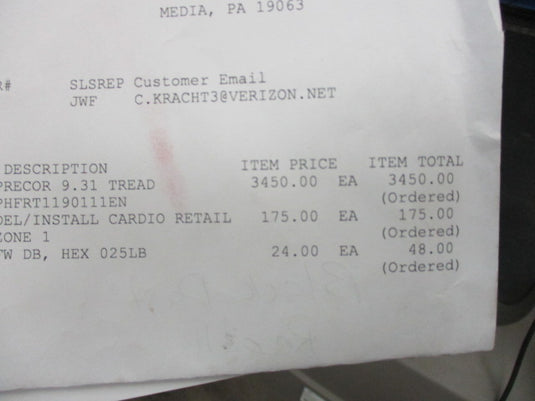 MEDIA, PA 19063
R# SLSREP Customer Email
JWF C.KRACHT3@VERIZON.NET
DESCRIPTION ITEM PRICE ITEM TOTAL
PRECOR 9.31 TREAD 3450.00 EA 3450.00
PHFRT1190111EN (Ordered)
DEL/INSTALL CARDIO RETAIL 175.00 EA 175.00
ZONE 1 (Ordered)
FW DB, HEX 025LB 24.00 EA 48.00
(Ordered)